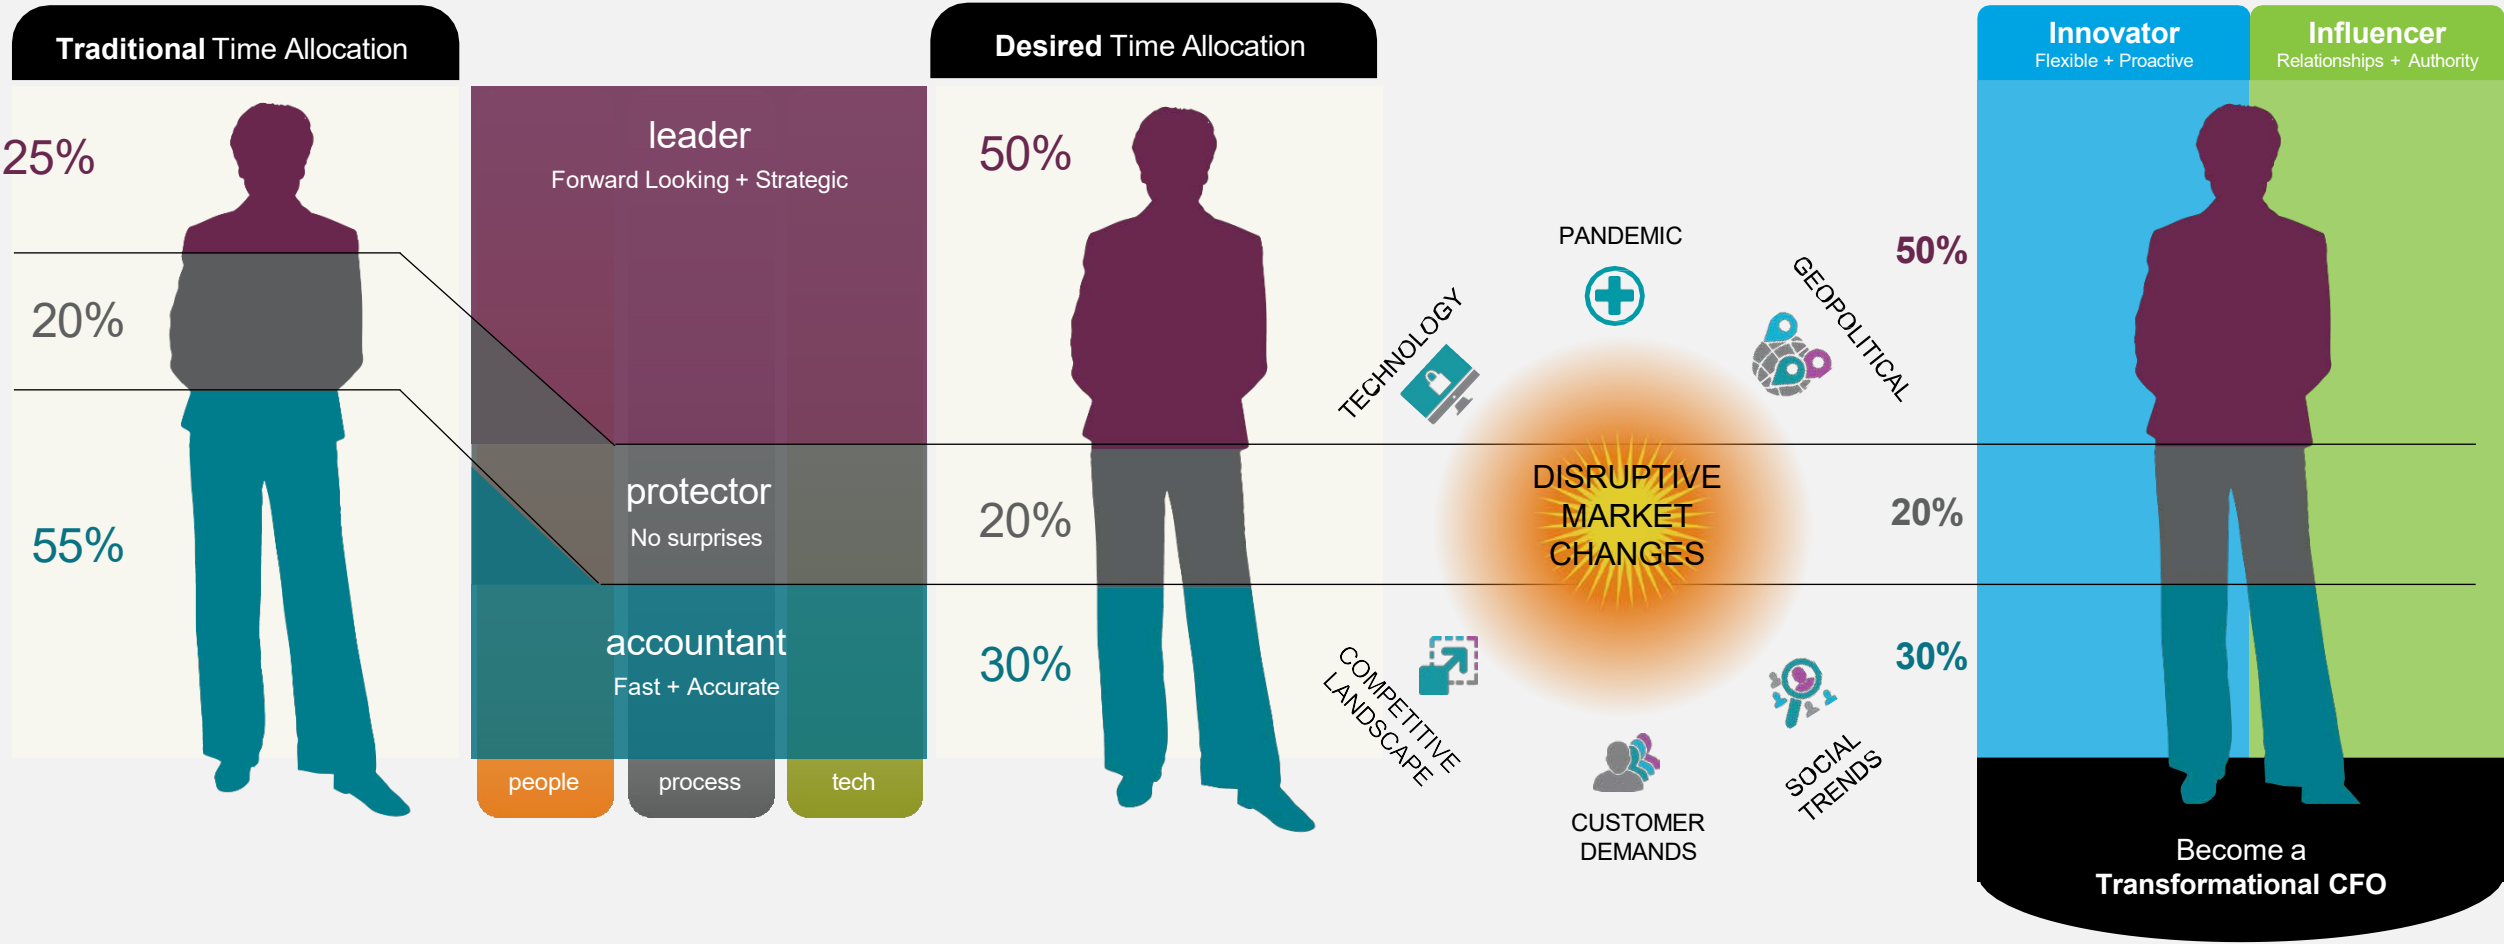 Traditional Time Allocation
25%
20%
55%
leader
Forward Looking + Strategic
protector
No surprises
accountant
Fast + Accurate
people
process
tech
Desired Time Allocation
50%
20%
30%
PANDEMIC
TECHNOLOGY
GEOPOLITICAL
DISRUPTIVE
MARKET
CHANGES
COMPETITIVE
LANDSCAPE
CUSTOMER
DEMANDS
SOCIAL
TRENDS
50%
20%
30%
Innovator
Flexible + Proactive
Influencer
Relationships + Authority
Become a
Transformational CFO